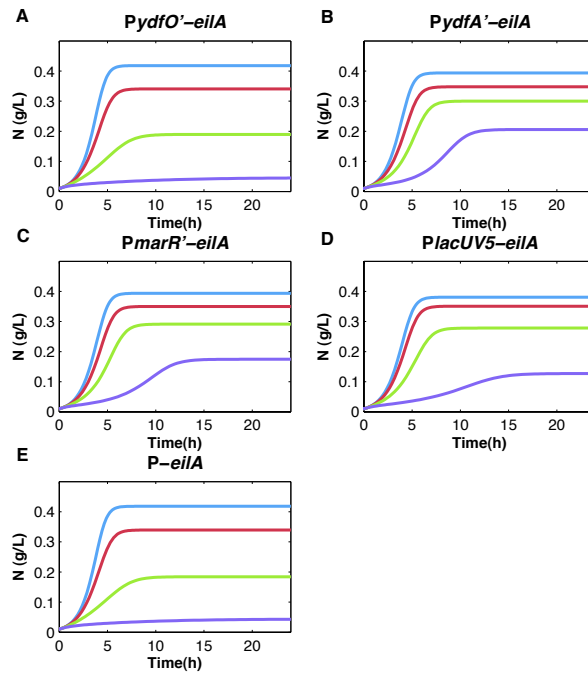 A
PydfO’–eilA
N (g/L)
0.4
0.3
0.2
0.1
0
0 5 10 15 20
Time(h)
B
PydfA’–eilA
N (g/L)
0.4
0.3
0.2
0.1
0
0 5 10 15 20
Time(h)
C
PmarR’–eilA
N (g/L)
0.4
0.3
0.2
0.1
0
0 5 10 15 20
Time(h)
D
PlacUV5–eilA
N (g/L)
0.4
0.3
0.2
0.1
0
0 5 10 15 20
Time(h)
E
P–eilA
N (g/L)
0.4
0.3
0.2
0.1
0
0 5 10 15 20
Time(h)